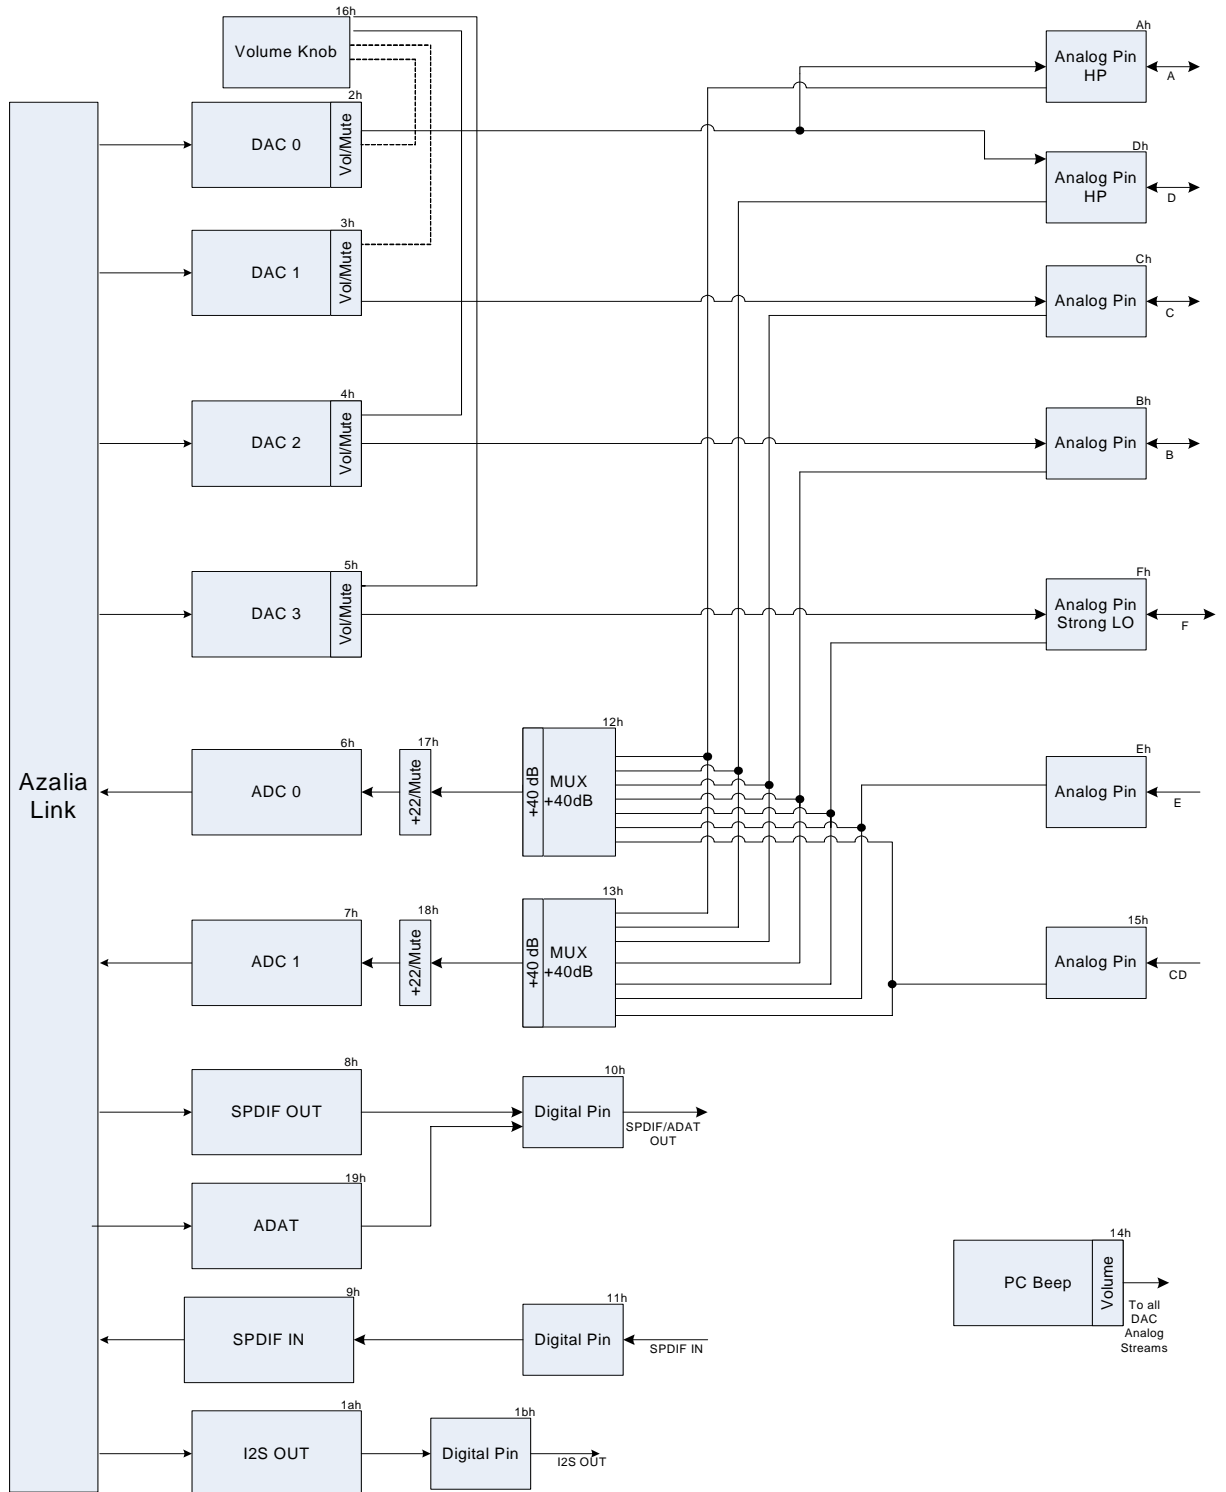 16h
Volume Knob
Ah
Analog Pin
HP
A
2h
DAC 0
Vol/Mute
Dh
Analog Pin
HP
D
3h
DAC 1
Vol/Mute
Ch
Analog Pin
C
4h
DAC 2
Vol/Mute
Bh
Analog Pin
B
5h
DAC 3
Vol/Mute
Fh
Analog Pin
Strong LO
F
Azalia
Link
6h
ADC 0
17h
+22/Mute
12h
+40 dB
MUX
+40dB
Eh
Analog Pin
E
7h
ADC 1
18h
+22/Mute
13h
+40 dB
MUX
+40dB
15h
Analog Pin
CD
8h
SPDIF OUT
10h
Digital Pin
SPDIF/ADAT
OUT
19h
ADAT
14h
PC Beep
Volume
To all
DAC
Analog
Streams
9h
SPDIF IN
11h
Digital Pin
SPDIF IN
1ah
I2S OUT
1bh
Digital Pin
I2S OUT